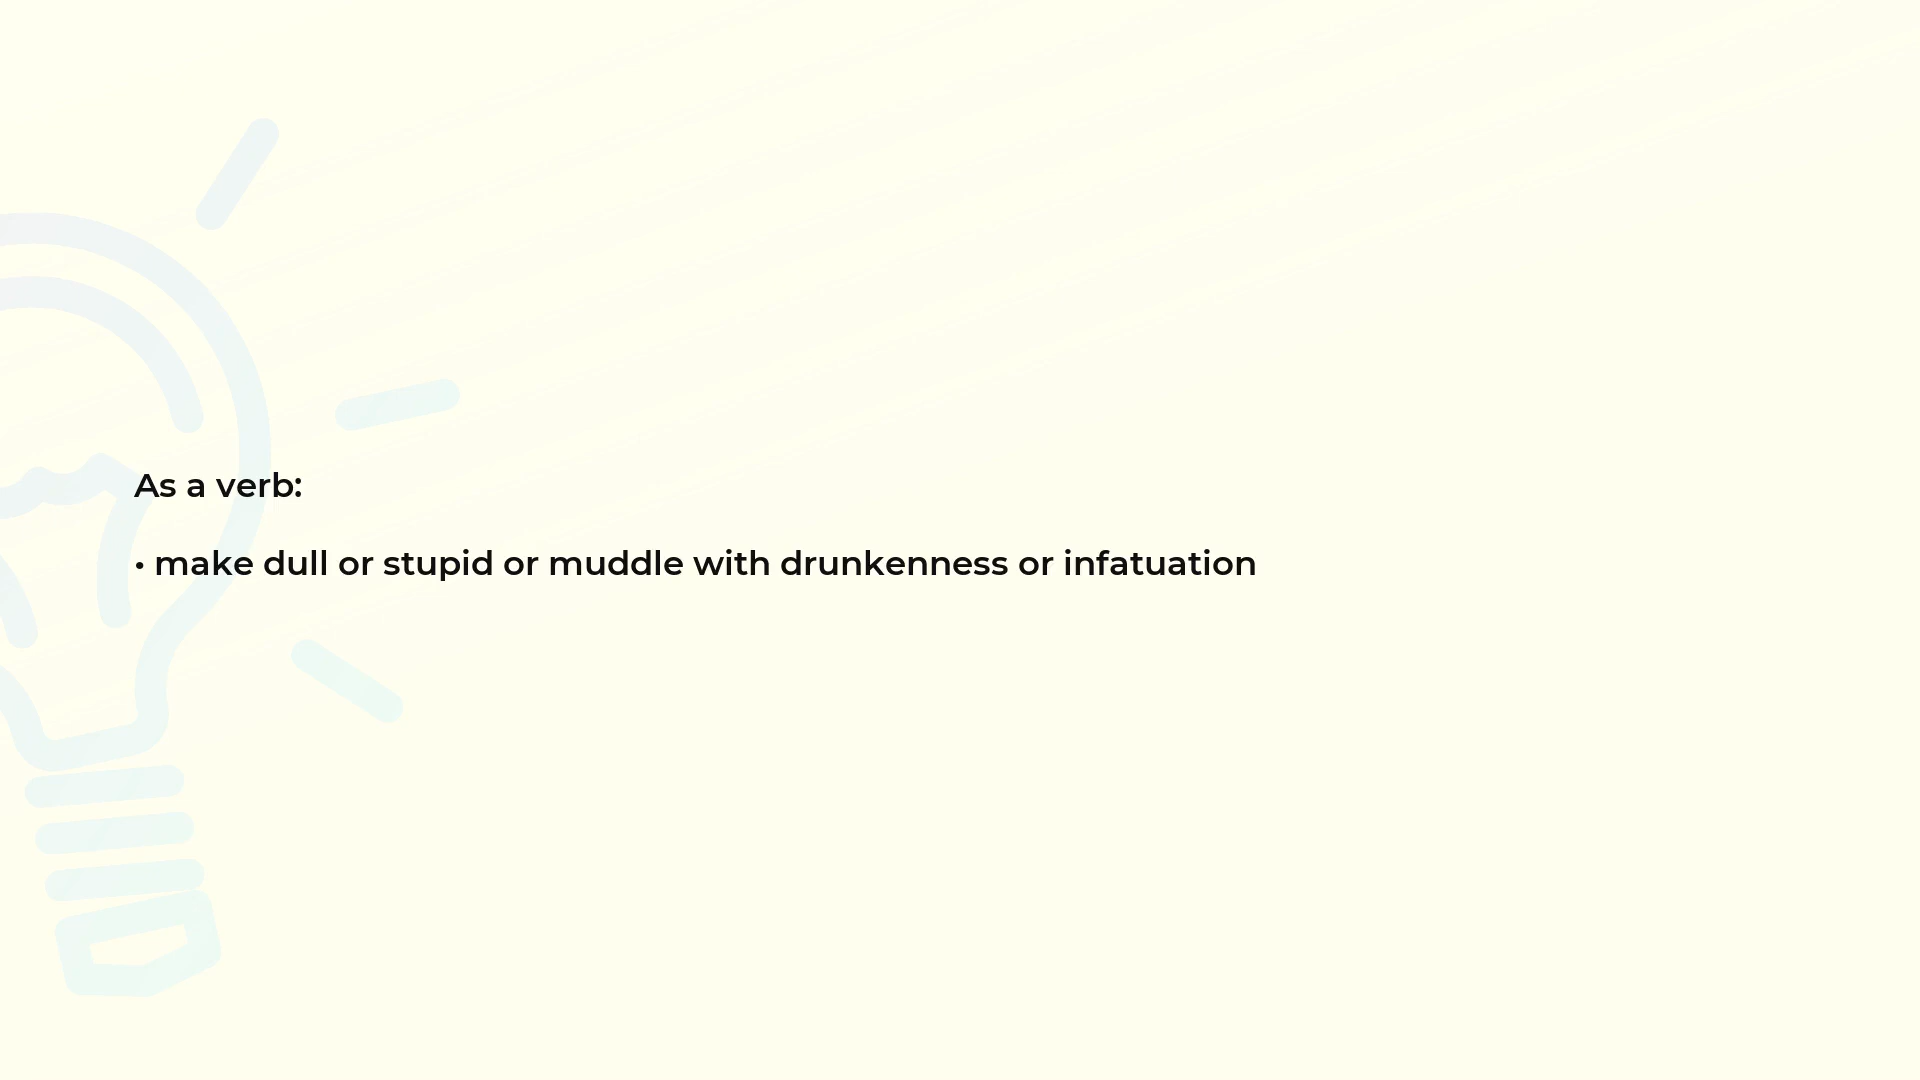 As a verb:
• make dull or stupid or muddle with drunkenness or infatuation